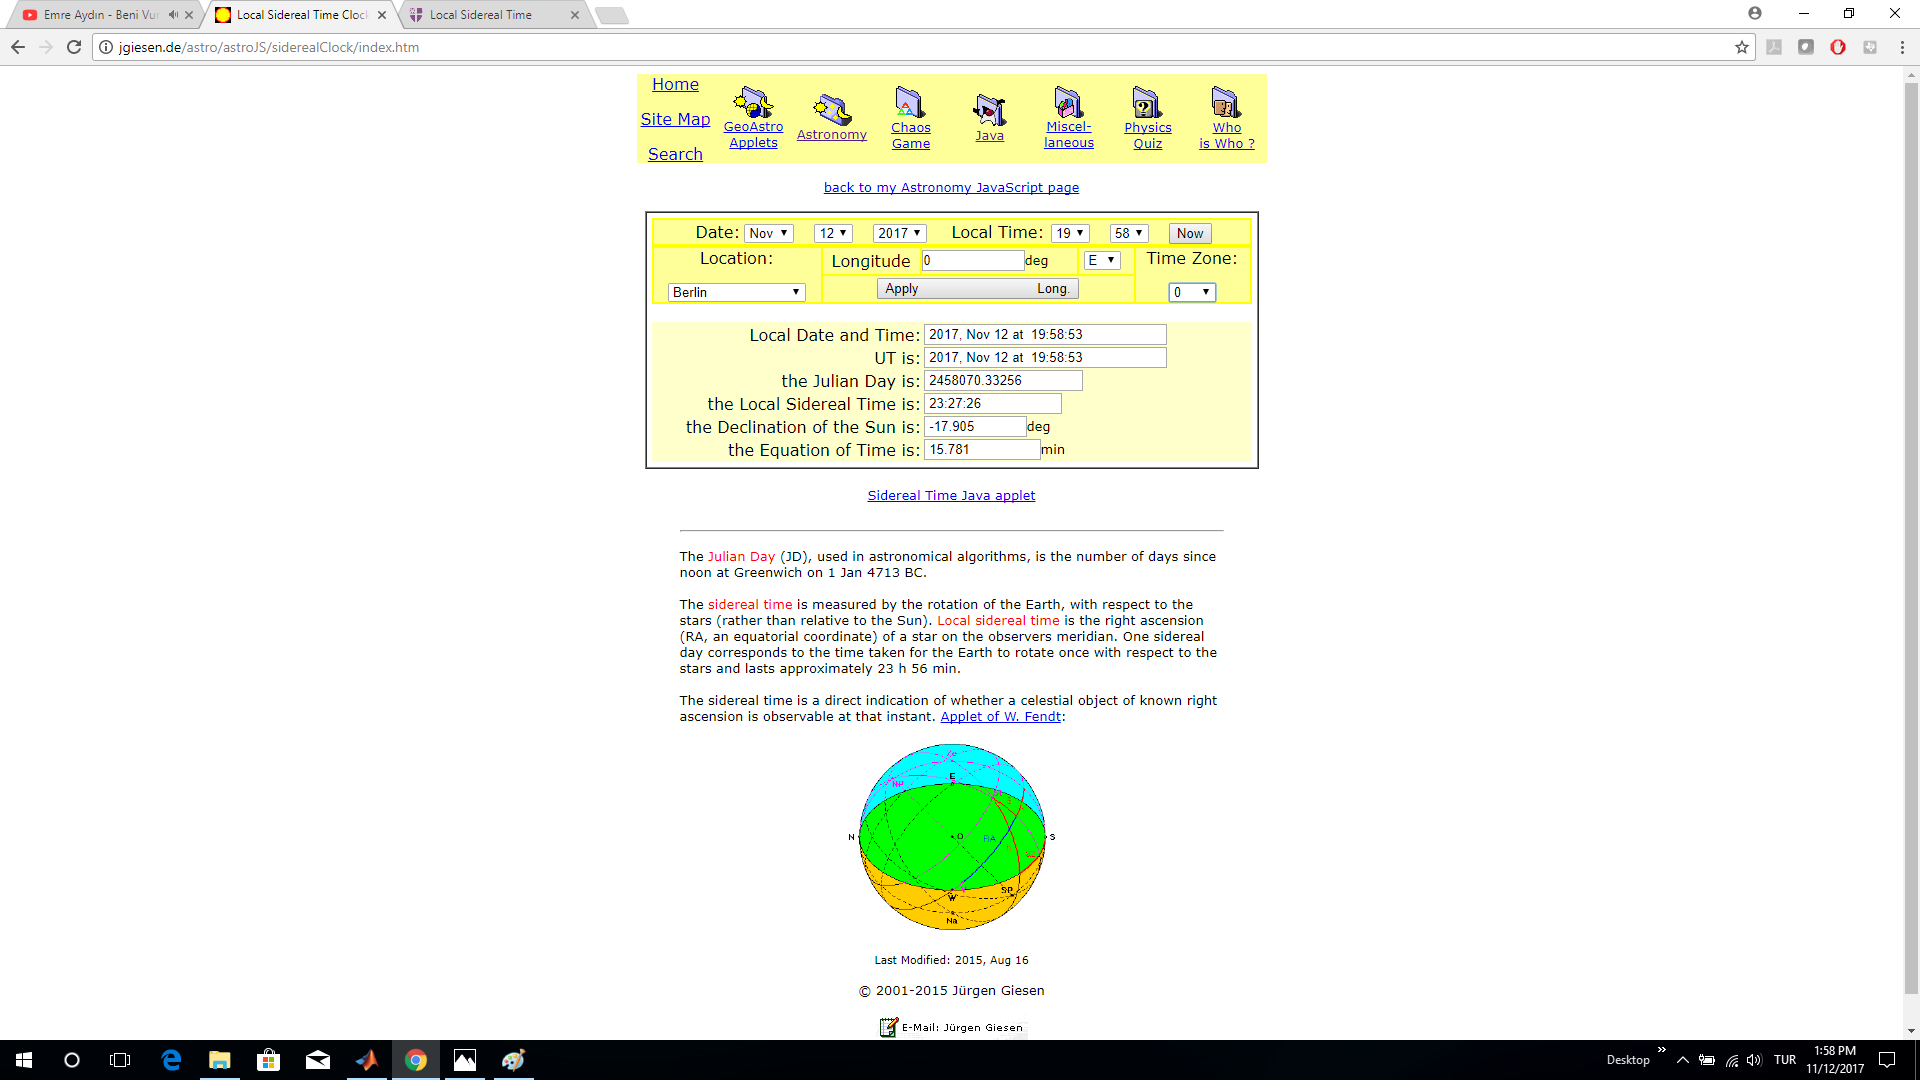 Emre Aydın - Beni Vur
Local Sidereal Time Cloc
Local Sidereal Time
jgiesen.de/astro/astroJS/siderealClock/index.htm
Home
Site Map
Search
GeoAstro
Applets
Astronomy
Chaos
Game
Java
Miscel-
laneous
Physics
Quiz
Who
is Who ?
back to my Astronomy JavaScript page
Date: Nov 12 2017 Local Time: 19 58 Now
Location: Longitude 0 deg E Time Zone:
Berlin Apply Long. 0
Local Date and Time: 2017, Nov 12 at 19:58:53
UT is: 2017, Nov 12 at 19:58:53
the Julian Day is: 2458070.33256
the Local Sidereal Time is: 23:27:26
the Declination of the Sun is: -17.905 deg
the Equation of Time is: 15.781 min
Sidereal Time Java applet
The Julian Day (JD), used in astronomical algorithms, is the number of days since
noon at Greenwich on 1 Jan 4713 BC.
The sidereal time is measured by the rotation of the Earth, with respect to the
stars (rather than relative to the Sun). Local sidereal time is the right ascension
(RA, an equatorial coordinate) of a star on the observers meridian. One sidereal
day corresponds to the time taken for the Earth to rotate once with respect to the
stars and lasts approximately 23 h 56 min.
The sidereal time is a direct indication of whether a celestial object of known right
ascension is observable at that instant. Applet of W. Fendt:
Ze
E
NP
N
O
RA
S
SP
W
Na
Last Modified: 2015, Aug 16
© 2001-2015 Jürgen Giesen
E-Mail: Jürgen Giesen
Desktop
TUR
1:58 PM
11/12/2017